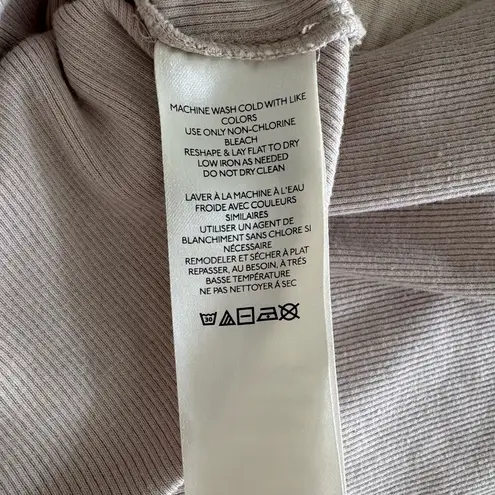 MACHINE WASH COLD WITH LIKE
COLORS
USE ONLY NON-CHLORINE
BLEACH
RESHAPE & LAY FLAT TO DRY
LOW IRON AS NEEDED
DO NOT DRY CLEAN
LAVER À LA MACHINE À L'EAU
FROIDE AVEC COULEURS
SIMILAIRES
UTILISER UN AGENT DE
BLANCHIMENT SANS CHLORE SI
NÉCESSAIRE
REMODELER ET SÉCHER À PLAT
REPASSER, AU BESOIN, À TRÉS
BASSE TEMPÉRATURE
NE PAS NETTOYER À SEC
30